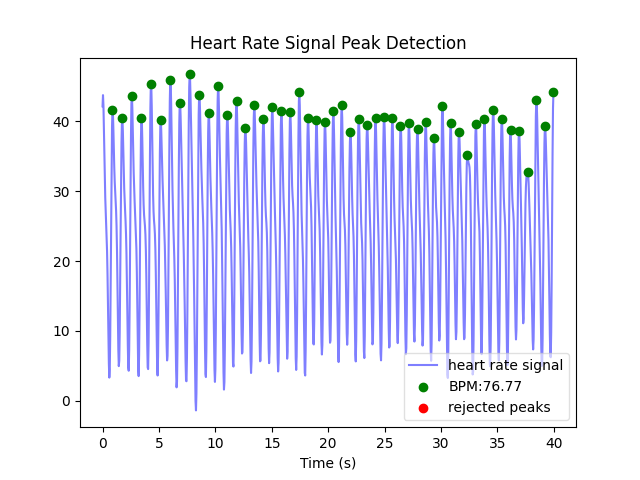 Heart Rate Signal Peak Detection
40
30
20
10
0
heart rate signal
BPM:76.77
rejected peaks
0 5 10 15 20 25 30 35 40
Time (s)